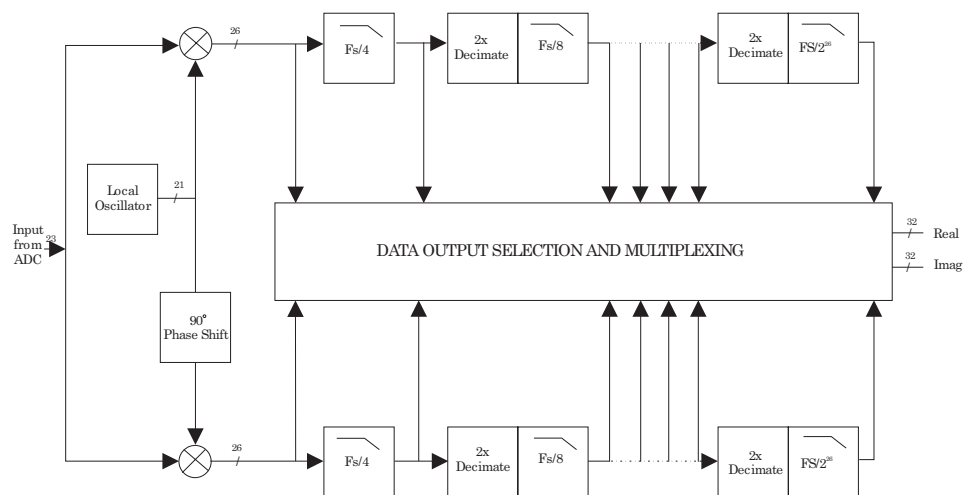 26
Fs/4
2x
Decimate
Fs/8
2x
Decimate
FS/2²⁶
Local
Oscillator
21
Input
from
ADC
23
DATA OUTPUT SELECTION AND MULTIPLEXING
32
Real
32
Imag
90°
Phase Shift
26
Fs/4
2x
Decimate
Fs/8
2x
Decimate
FS/2²⁶